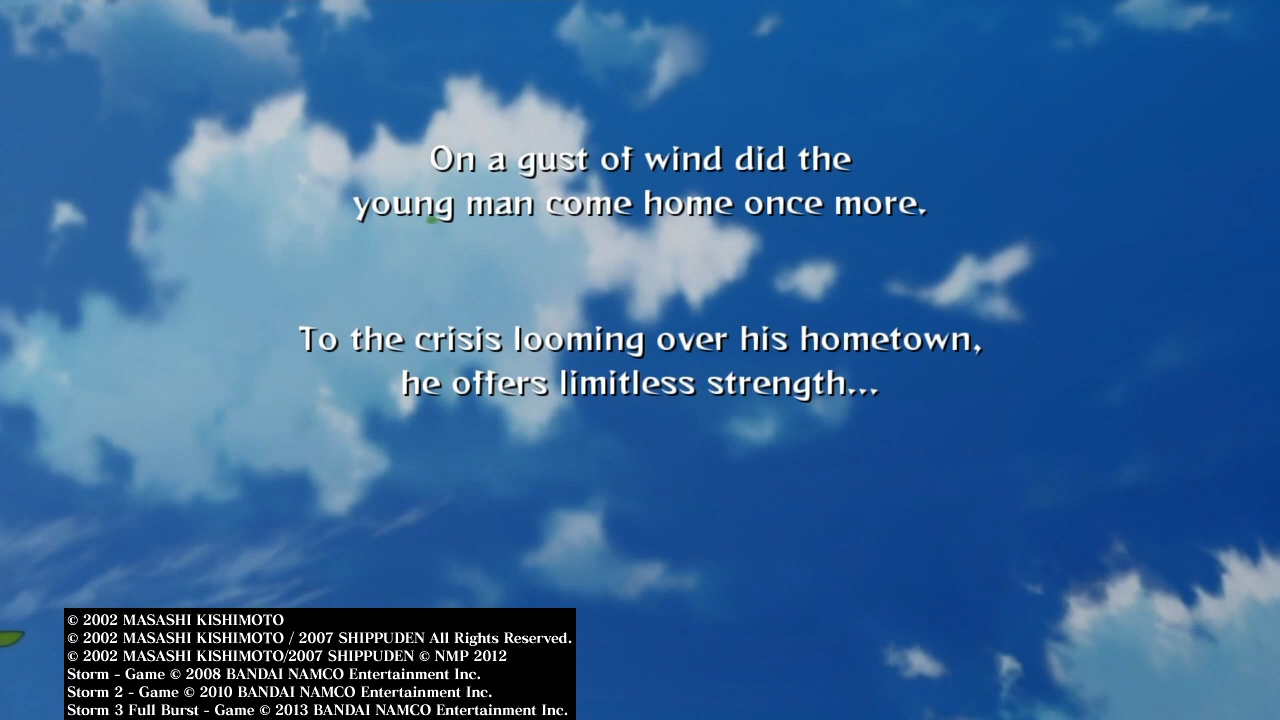 On a gust of wind did the
young man come home once more.
To the crisis looming over his hometown,
he offers limitless strength...
© 2002 MASASHI KISHIMOTO
© 2002 MASASHI KISHIMOTO / 2007 SHIPPUDEN All Rights Reserved.
© 2002 MASASHI KISHIMOTO/2007 SHIPPUDEN © NMP 2012
Storm - Game © 2008 BANDAI NAMCO Entertainment Inc.
Storm 2 - Game © 2010 BANDAI NAMCO Entertainment Inc.
Storm 3 Full Burst - Game © 2013 BANDAI NAMCO Entertainment Inc.